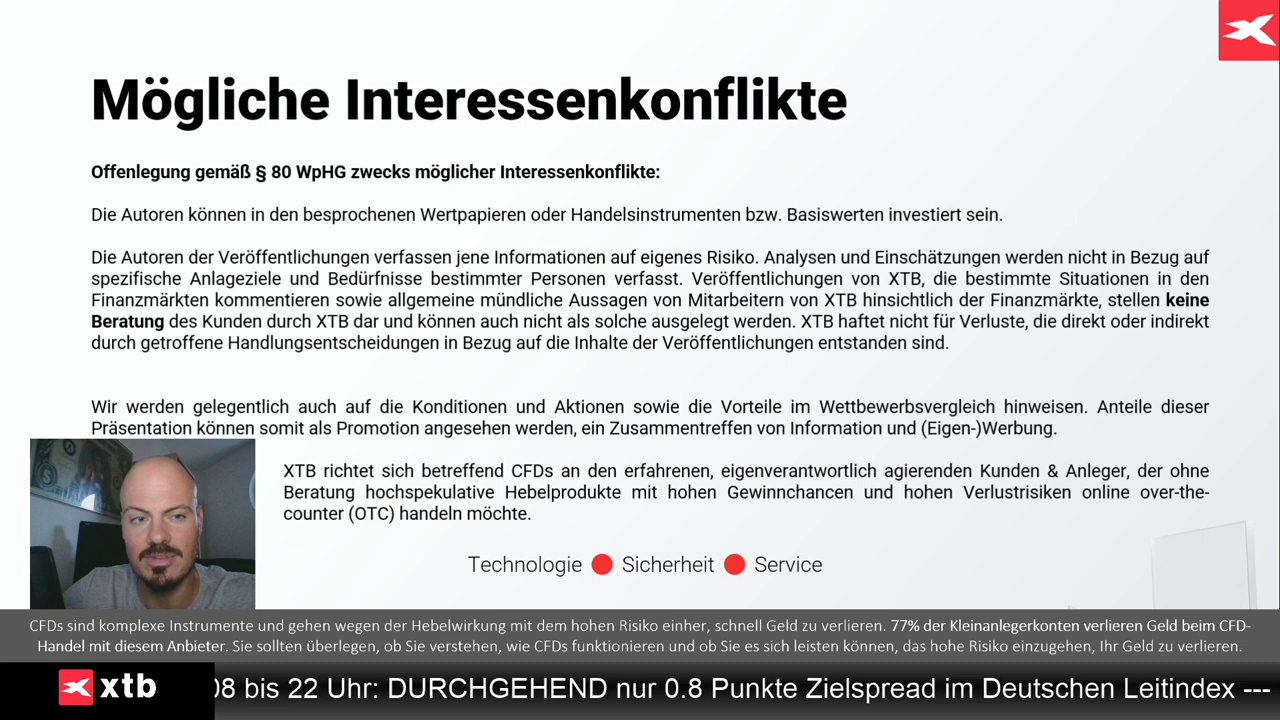 Mögliche Interessenkonflikte
Offenlegung gemäß § 80 WpHG zwecks möglicher Interessenkonflikte:
Die Autoren können in den besprochenen Wertpapieren oder Handelsinstrumenten bzw. Basiswerten investiert sein.
Die Autoren der Veröffentlichungen verfassen jene Informationen auf eigenes Risiko. Analysen und Einschätzungen werden nicht in Bezug auf
spezifische Anlageziele und Bedürfnisse bestimmter Personen verfasst. Veröffentlichungen von XTB, die bestimmte Situationen in den
Finanzmärkten kommentieren sowie allgemeine mündliche Aussagen von Mitarbeitern von XTB hinsichtlich der Finanzmärkte, stellen keine
Beratung des Kunden durch XTB dar und können auch nicht als solche ausgelegt werden. XTB haftet nicht für Verluste, die direkt oder indirekt
durch getroffene Handlungsentscheidungen in Bezug auf die Inhalte der Veröffentlichungen entstanden sind.
Wir werden gelegentlich auch auf die Konditionen und Aktionen sowie die Vorteile im Wettbewerbsvergleich hinweisen. Anteile dieser
Präsentation können somit als Promotion angesehen werden, ein Zusammentreffen von Information und (Eigen-)Werbung.
XTB richtet sich betreffend CFDs an den erfahrenen, eigenverantwortlich agierenden Kunden & Anleger, der ohne
Beratung hochspekulative Hebelprodukte mit hohen Gewinnchancen und hohen Verlustrisiken online over-the-
counter (OTC) handeln möchte.
Technologie Sicherheit Service
CFDs sind komplexe Instrumente und gehen wegen der Hebelwirkung mit dem hohen Risiko einher, schnell Geld zu verlieren. 77% der Kleinanlegerkonten verlieren Geld beim CFD-
Handel mit diesem Anbieter. Sie sollten überlegen, ob Sie verstehen, wie CFDs funktionieren und ob Sie es sich leisten können, das hohe Risiko einzugehen, Ihr Geld zu verlieren.
xtb 08 bis 22 Uhr: DURCHGEHEND nur 0.8 Punkte Zielspread im Deutschen Leitindex ---